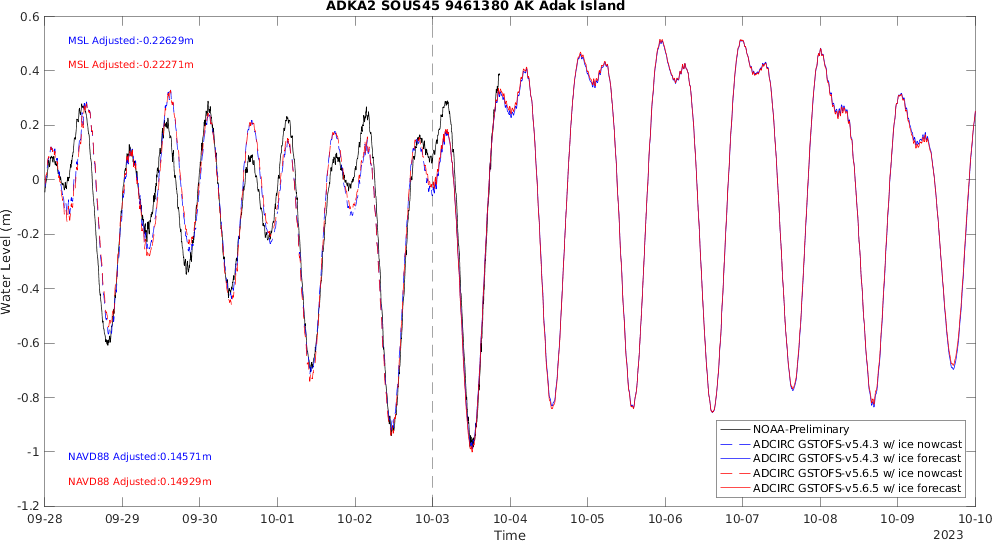 ADKA2 SOUS45 9461380 AK Adak Island
0.6
MSL Adjusted:-0.22629m
MSL Adjusted:-0.22271m
0.4
0.2
0
-0.2
-0.4
-0.6
-0.8
-1
-1.2
Water Level (m)
NAVD88 Adjusted:0.14571m
NAVD88 Adjusted:0.14929m
NOAA-Preliminary
ADCIRC GSTOFS-v5.4.3 w/ ice nowcast
ADCIRC GSTOFS-v5.4.3 w/ ice forecast
ADCIRC GSTOFS-v5.6.5 w/ ice nowcast
ADCIRC GSTOFS-v5.6.5 w/ ice forecast
09-28 09-29 09-30 10-01 10-02 10-03 10-04 10-05 10-06 10-07 10-08 10-09 10-10
Time
2023